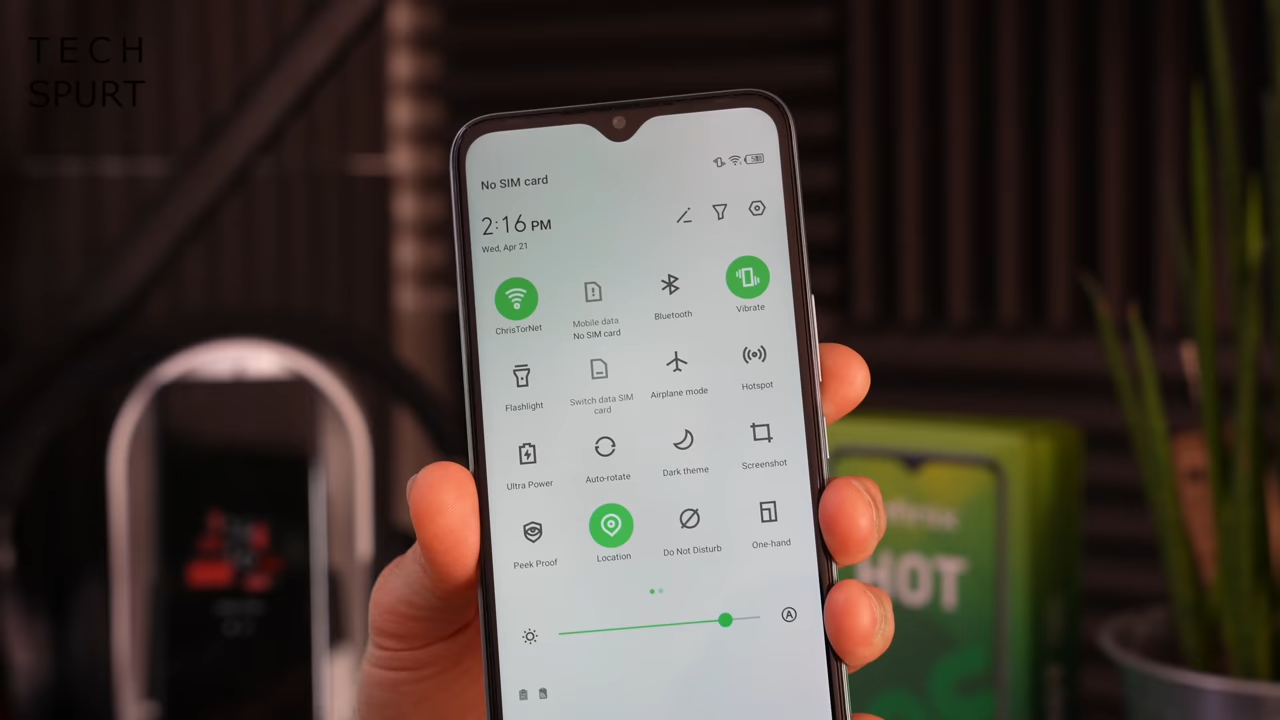 TECH
SPURT
No SIM card
2:16 PM
Wed, Apr 21
ChrisTorNet
Mobile data
No SIM card
Bluetooth
Vibrate
Flashlight
Switch data SIM
card
Airplane mode
Hotspot
Ultra Power
Auto-rotate
Dark theme
Screenshot
Peek Proof
Location
Do Not Disturb
One-hand
A
HOT